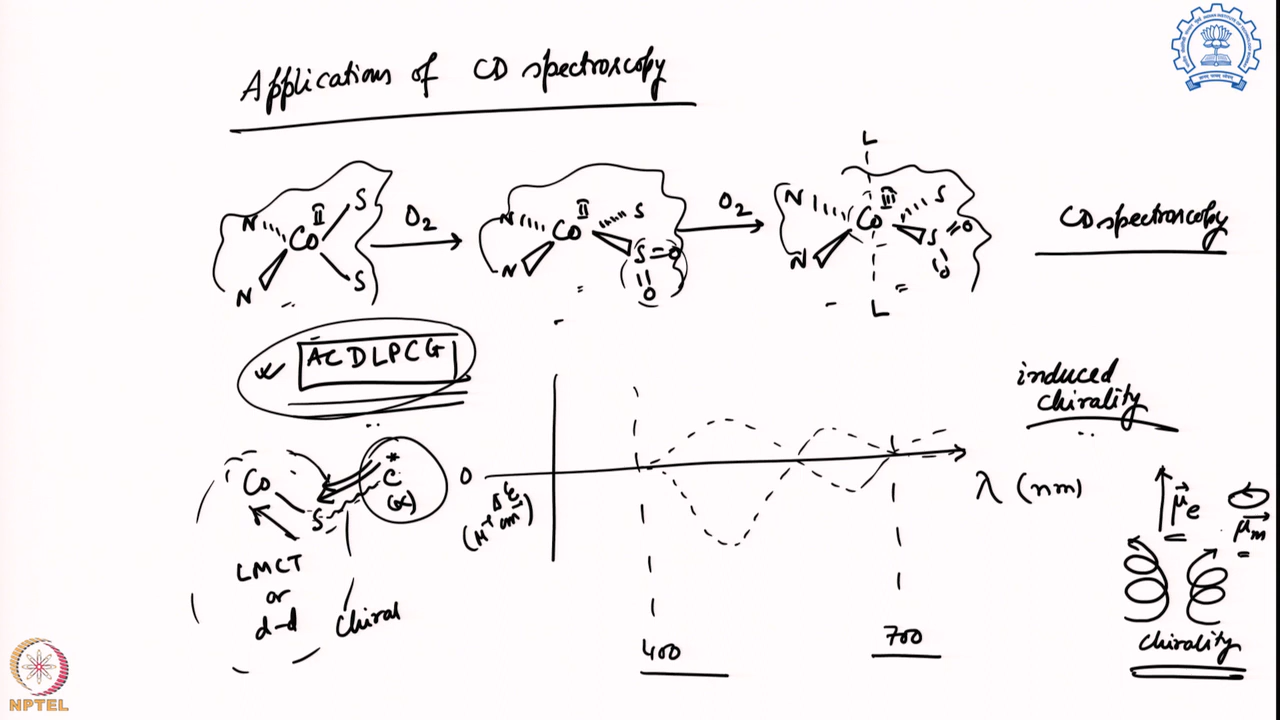 Applications of CD spectroscopy
N N Co II S S
O2
N N Co II S S =O O
O2
L N N Co III S S =O O L
CD spectroscopy
ACDLPCG
induced
chirality
Co S C * (α)
LMCT
or
d-d
chiral
0
Δε
(M⁻¹ cm⁻¹)
λ (nm)
400
700
μe
μm
chirality
NPTEL